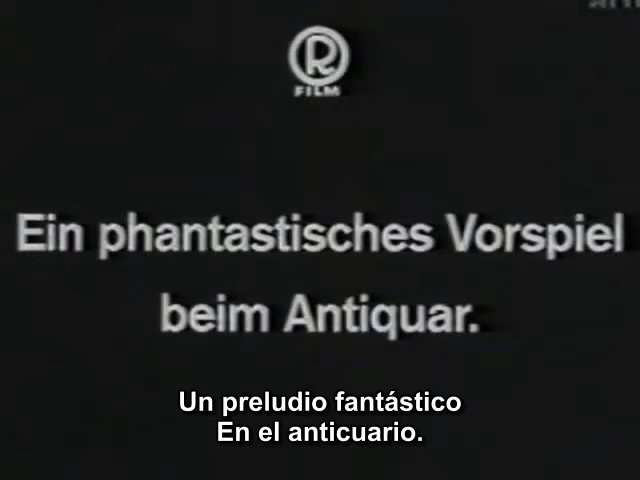 R
FILM
Ein phantastisches Vorspiel
beim Antiquar.
Un preludio fantástico
En el anticuario.